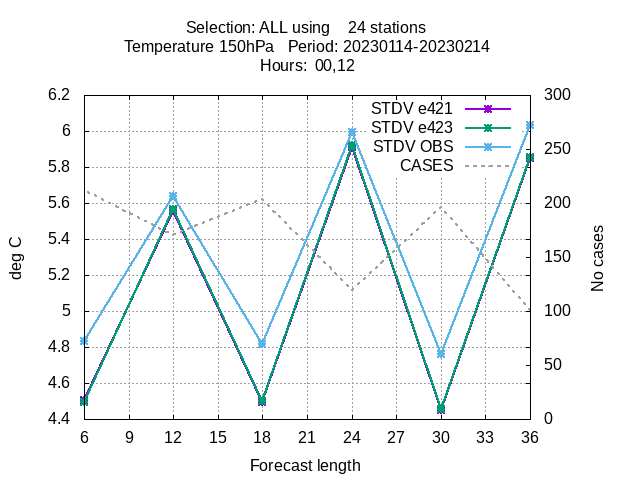 Selection: ALL using    24 stations
Temperature 150hPa   Period: 20230114-20230214
Hours:  00,12
STDV e421
STDV e423
STDV OBS
CASES
6.2
6
5.8
5.6
5.4
5.2
5
4.8
4.6
4.4
deg C
300
250
200
150
100
50
0
No cases
6 9 12 15 18 21 24 27 30 33 36
Forecast length